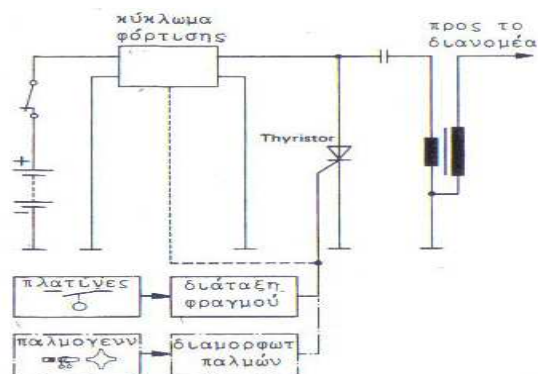 κύκλωμα
φόρτισης
προς το
διανομέα
Thyristor
+
−
πλατίνες
διάταξη
φραγμού
παλμογενν
διαμορφωτ
παλμών